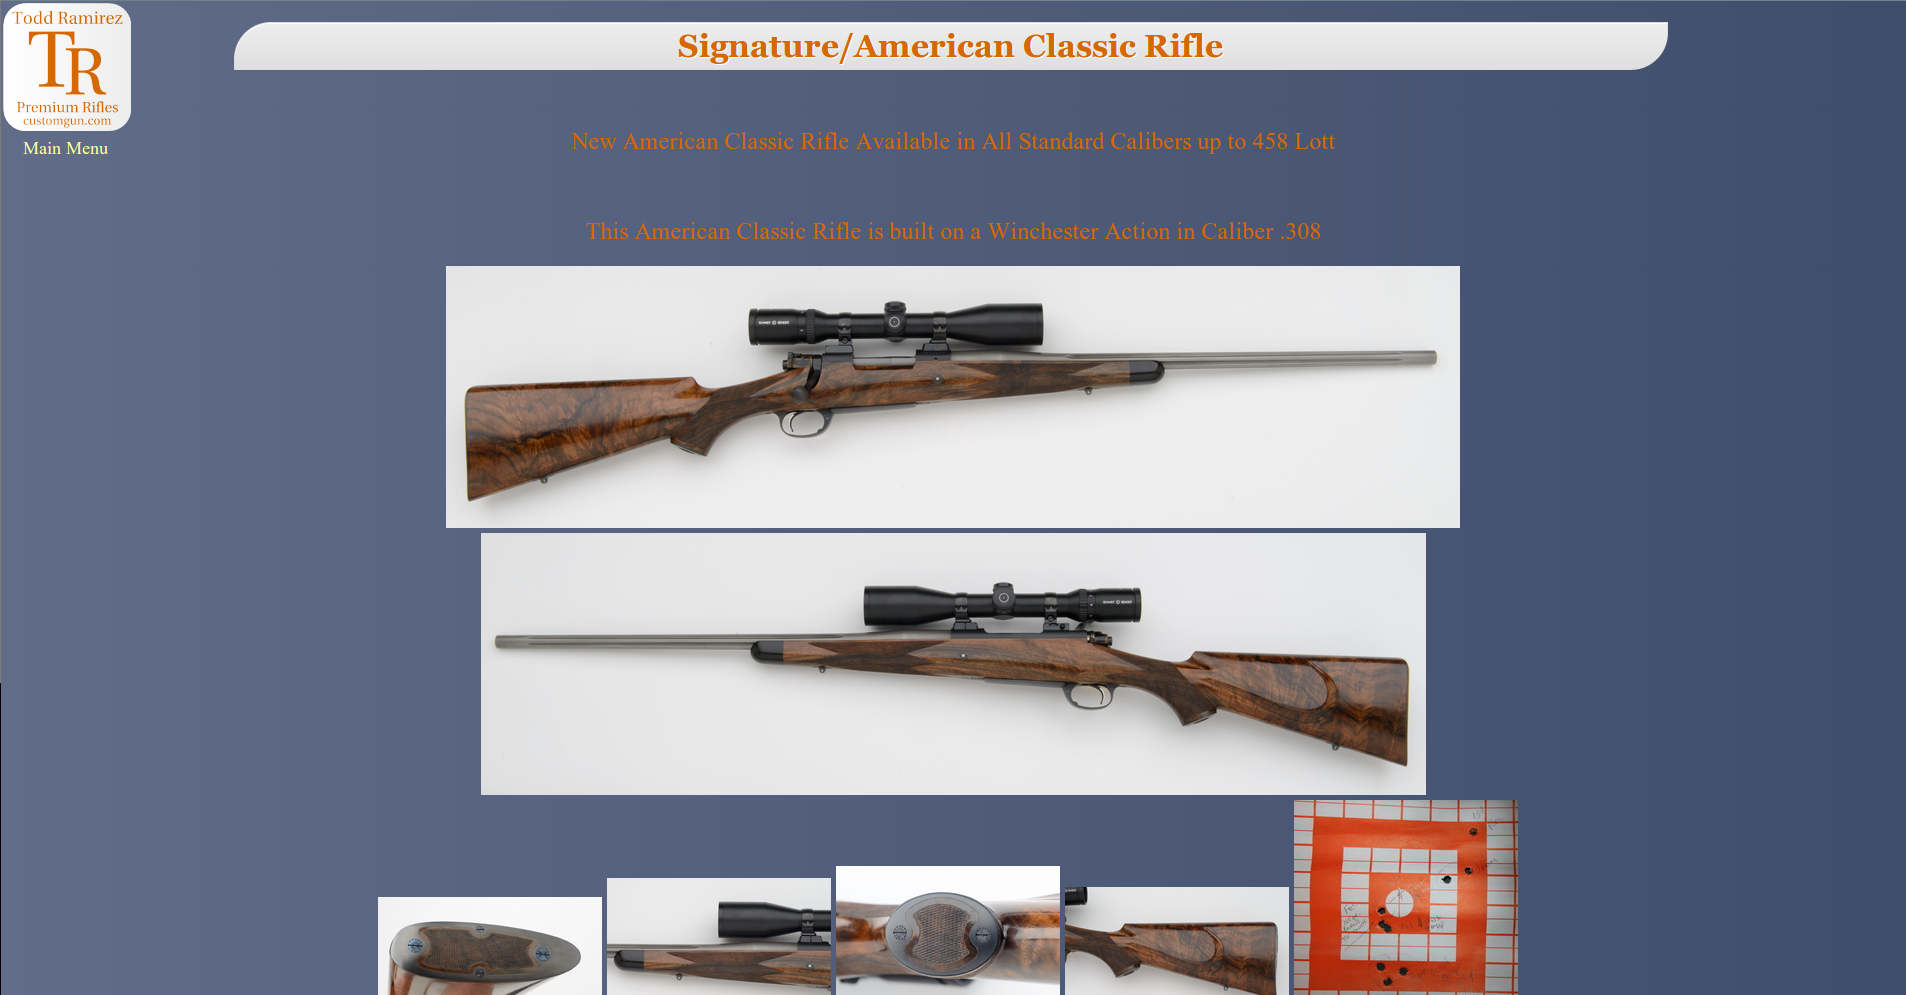 Todd Ramirez
TR
Premium Rifles
customgun.com
Main Menu
Signature/American Classic Rifle
New American Classic Rifle Available in All Standard Calibers up to 458 Lott
This American Classic Rifle is built on a Winchester Action in Caliber .308